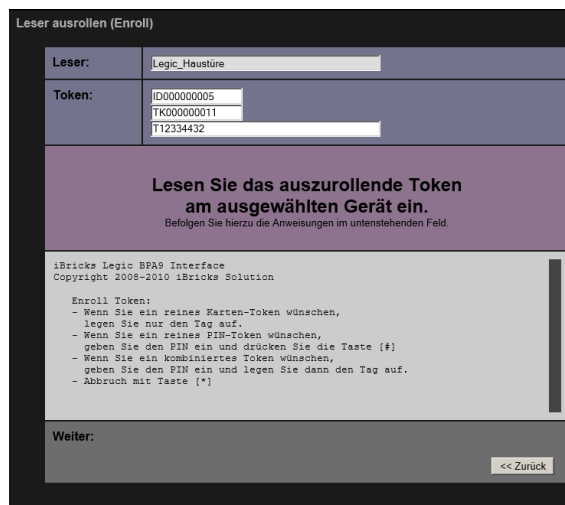 Leser ausrollen (Enroll)
Leser:
Legic_Haustüre
Token:
ID000000005
TK000000011
T12334432
Lesen Sie das auszurollende Token
am ausgewählten Gerät ein.
Befolgen Sie hierzu die Anweisungen im untenstehenden Feld.
iBricks Legic BPA9 Interface
Copyright 2008-2010 iBricks Solution
Enroll Token:
- Wenn Sie ein reines Karten-Token wünschen,
legen Sie nur den Tag auf.
- Wenn Sie ein reines PIN-Token wünschen,
geben Sie den PIN ein und drücken Sie die Taste [#]
- Wenn Sie ein kombiniertes Token wünschen,
geben Sie den PIN ein und legen Sie dann den Tag auf.
- Abbruch mit Taste [*]
Weiter:
<< Zurück